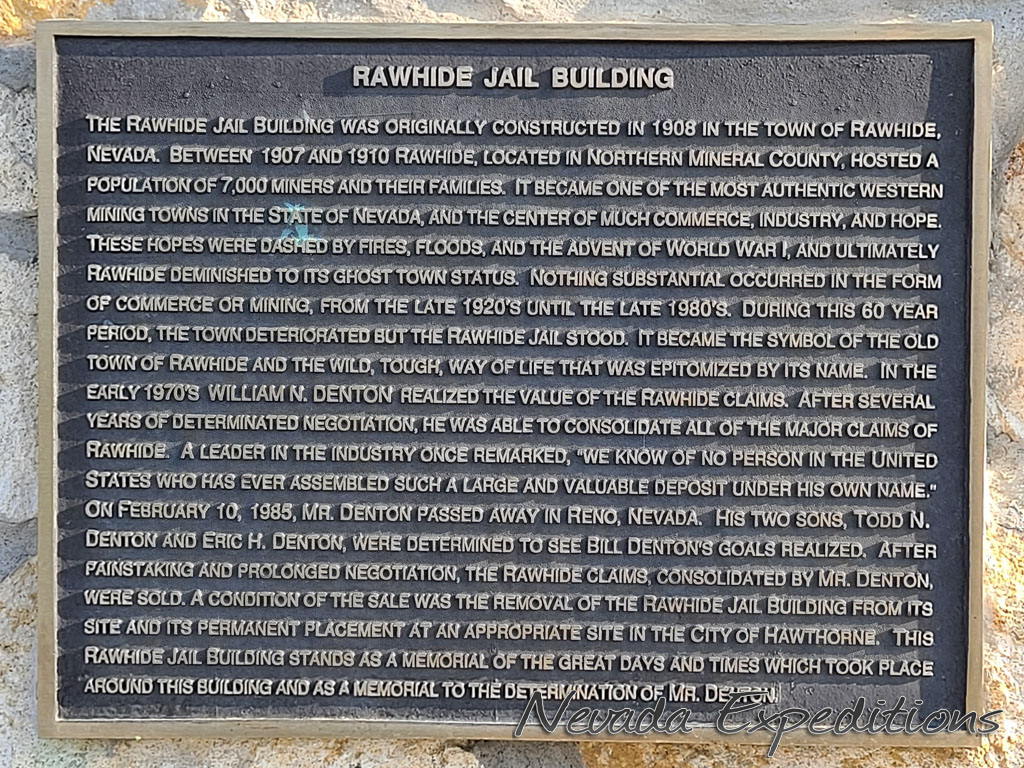 RAWHIDE JAIL BUILDING
THE RAWHIDE JAIL BUILDING WAS ORIGINALLY CONSTRUCTED IN 1908 IN THE TOWN OF RAWHIDE,
NEVADA. BETWEEN 1907 AND 1910 RAWHIDE, LOCATED IN NORTHERN MINERAL COUNTY, HOSTED A
POPULATION OF 7,000 MINERS AND THEIR FAMILIES. IT BECAME ONE OF THE MOST AUTHENTIC WESTERN
MINING TOWNS IN THE STATE OF NEVADA, AND THE CENTER OF MUCH COMMERCE, INDUSTRY, AND HOPE.
THESE HOPES WERE DASHED BY FIRES, FLOODS, AND THE ADVENT OF WORLD WAR I, AND ULTIMATELY
RAWHIDE DEMINISHED TO ITS GHOST TOWN STATUS. NOTHING SUBSTANTIAL OCCURRED IN THE FORM
OF COMMERCE OR MINING, FROM THE LATE 1920'S UNTIL THE LATE 1980'S. DURING THIS 60 YEAR
PERIOD, THE TOWN DETERIORATED BUT THE RAWHIDE JAIL STOOD. IT BECAME THE SYMBOL OF THE OLD
TOWN OF RAWHIDE AND THE WILD, TOUGH, WAY OF LIFE THAT WAS EPITOMIZED BY ITS NAME. IN THE
EARLY 1970'S WILLIAM N. DENTON REALIZED THE VALUE OF THE RAWHIDE CLAIMS. AFTER SEVERAL
YEARS OF DETERMINATED NEGOTIATION, HE WAS ABLE TO CONSOLIDATE ALL OF THE MAJOR CLAIMS OF
RAWHIDE. A LEADER IN THE INDUSTRY ONCE REMARKED, "WE KNOW OF NO PERSON IN THE UNITED
STATES WHO HAS EVER ASSEMBLED SUCH A LARGE AND VALUABLE DEPOSIT UNDER HIS OWN NAME."
ON FEBRUARY 10, 1985, MR. DENTON PASSED AWAY IN RENO, NEVADA. HIS TWO SONS, TODD N.
DENTON AND ERIC H. DENTON, WERE DETERMINED TO SEE BILL DENTON'S GOALS REALIZED. AFTER
PAINSTAKING AND PROLONGED NEGOTIATION, THE RAWHIDE CLAIMS, CONSOLIDATED BY MR. DENTON,
WERE SOLD. A CONDITION OF THE SALE WAS THE REMOVAL OF THE RAWHIDE JAIL BUILDING FROM ITS
SITE AND ITS PERMANENT PLACEMENT AT AN APPROPRIATE SITE IN THE CITY OF HAWTHORNE. THIS
RAWHIDE JAIL BUILDING STANDS AS A MEMORIAL OF THE GREAT DAYS AND TIMES WHICH TOOK PLACE
AROUND THIS BUILDING AND AS A MEMORIAL TO THE DETERMINATION OF MR. DENTON.
Nevada Expeditions